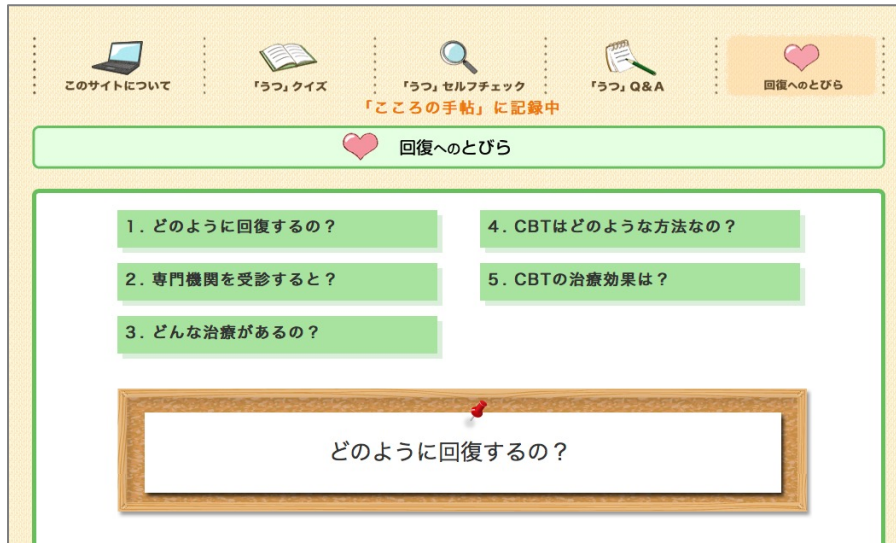 このサイトについて
「うつ」クイズ
「うつ」セルフチェック
「うつ」Q&A
回復へのとびら
「こころの手帖」に記録中
回復へのとびら
1. どのように回復するの？
2. 専門機関を受診すると？
3. どんな治療があるの？
4. CBTはどのような方法なの？
5. CBTの治療効果は？
どのように回復するの？